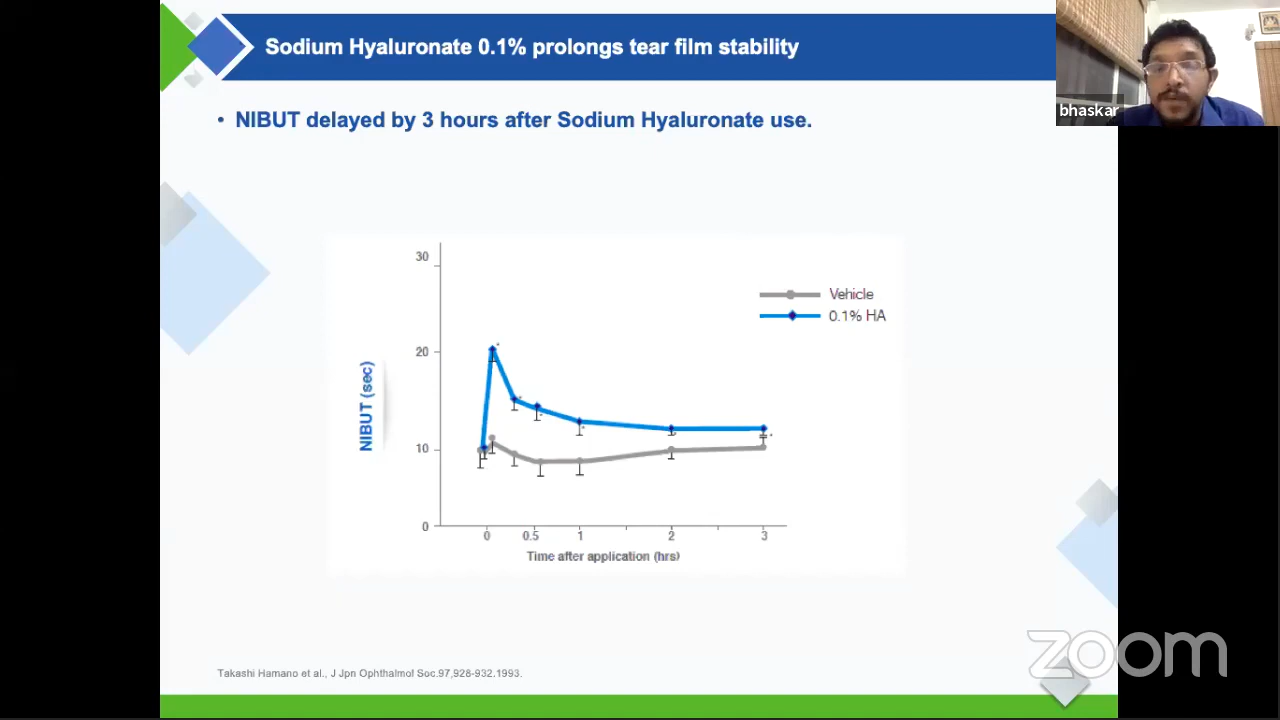 Sodium Hyaluronate 0.1% prolongs tear film stability
bhaskar
• NIBUT delayed by 3 hours after Sodium Hyaluronate use.
30
20
10
0
NIBUT (sec)
Vehicle
0.1% HA
0 0.5 1 2 3
Time after application (hrs)
zoom
Takashi Hamano et al., J Jpn Ophthalmol Soc.97,928-932.1993.